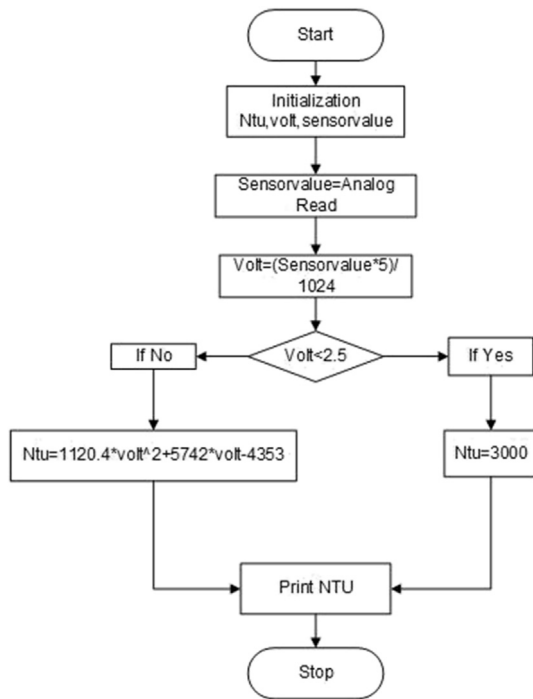 Start
Initialization
Ntu,volt,sensorvalue
Sensorvalue=Analog
Read
Volt=(Sensorvalue*5)/
1024
If No
Volt<2.5
If Yes
Ntu=1120.4*volt^2+5742*volt-4353
Ntu=3000
Print NTU
Stop